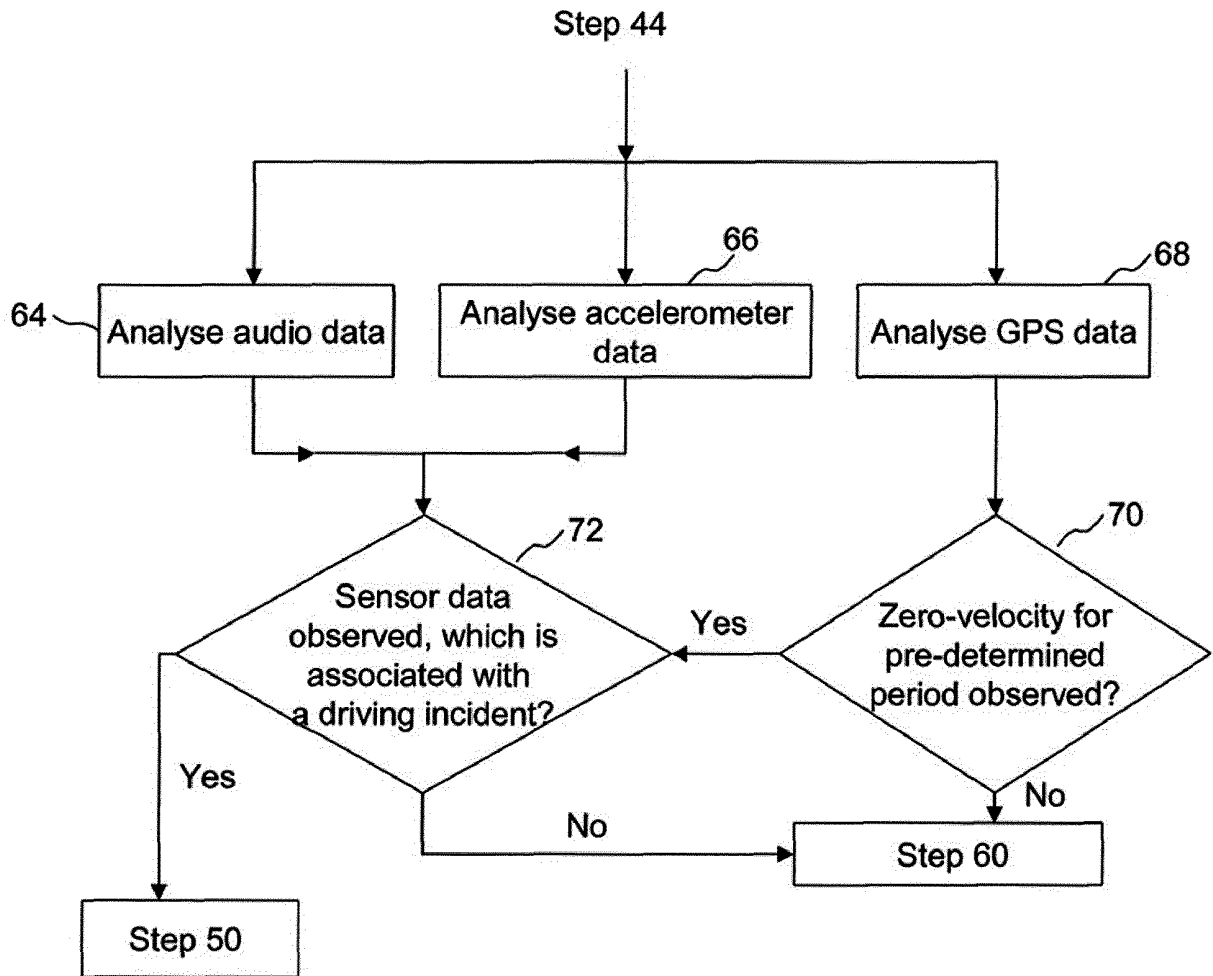 Step 44
66
68
64
Analyse audio data
Analyse accelerometer
data
Analyse GPS data
72
70
Sensor data
observed, which is
associated with
a driving incident?
Yes
Zero-velocity for
pre-determined
period observed?
Yes
No
No
Step 60
Step 50